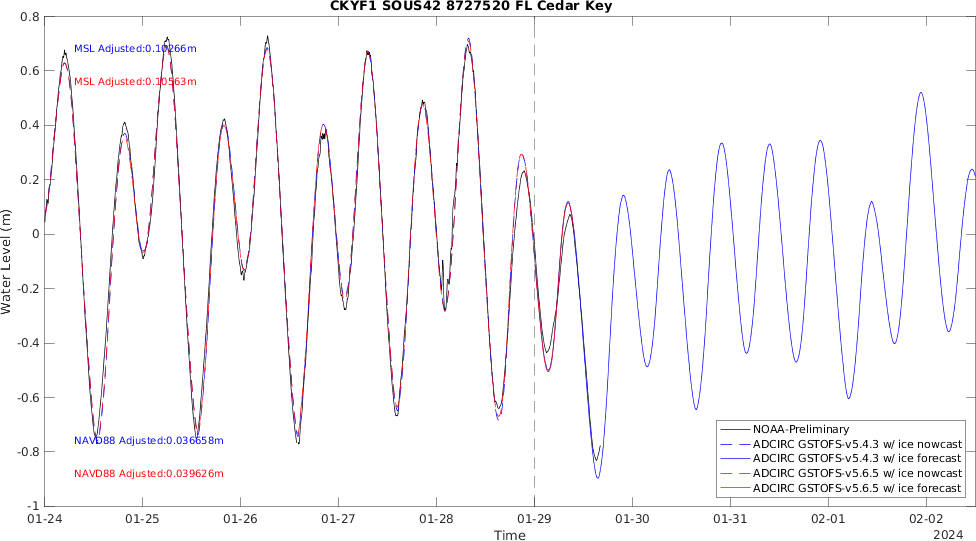 CKYF1 SOUS42 8727520 FL Cedar Key
0.8
0.6
0.4
0.2
0
-0.2
-0.4
-0.6
-0.8
-1
Water Level (m)
MSL Adjusted:0.10266m
MSL Adjusted:0.10563m
NAVD88 Adjusted:0.036658m
NAVD88 Adjusted:0.039626m
NOAA-Preliminary
ADCIRC GSTOFS-v5.4.3 w/ ice nowcast
ADCIRC GSTOFS-v5.4.3 w/ ice forecast
ADCIRC GSTOFS-v5.6.5 w/ ice nowcast
ADCIRC GSTOFS-v5.6.5 w/ ice forecast
01-24 01-25 01-26 01-27 01-28 01-29 01-30 01-31 02-01 02-02
Time
2024